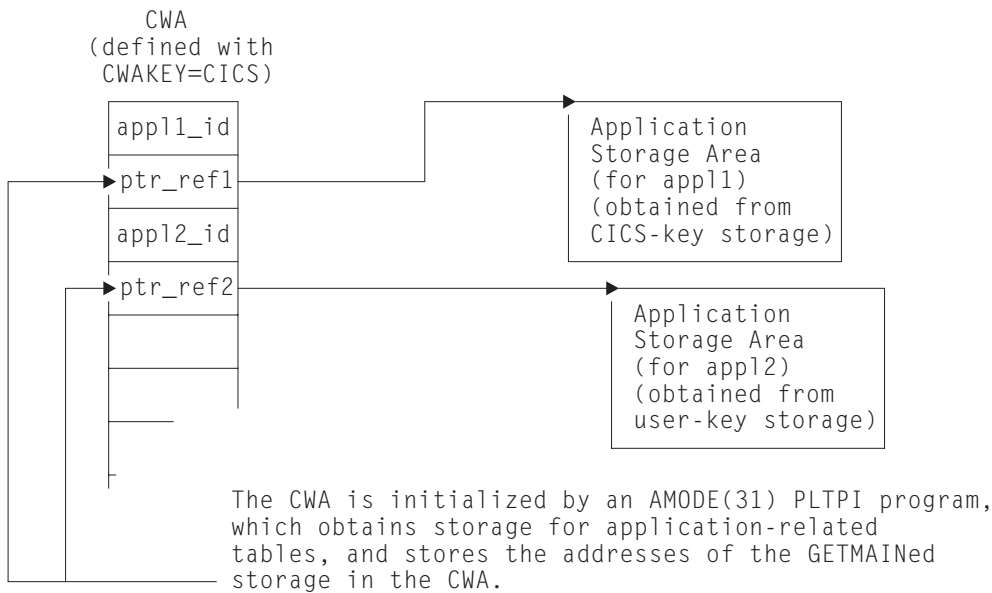 CWA
(defined with
CWAKEY=CICS)
appl1_id
ptr_ref1
appl2_id
ptr_ref2
Application
Storage Area
(for appl1)
(obtained from
CICS-key storage)
Application
Storage Area
(for appl2)
(obtained from
user-key storage)
The CWA is initialized by an AMODE(31) PLTPI program,
which obtains storage for application-related
tables, and stores the addresses of the GETMAINed
storage in the CWA.